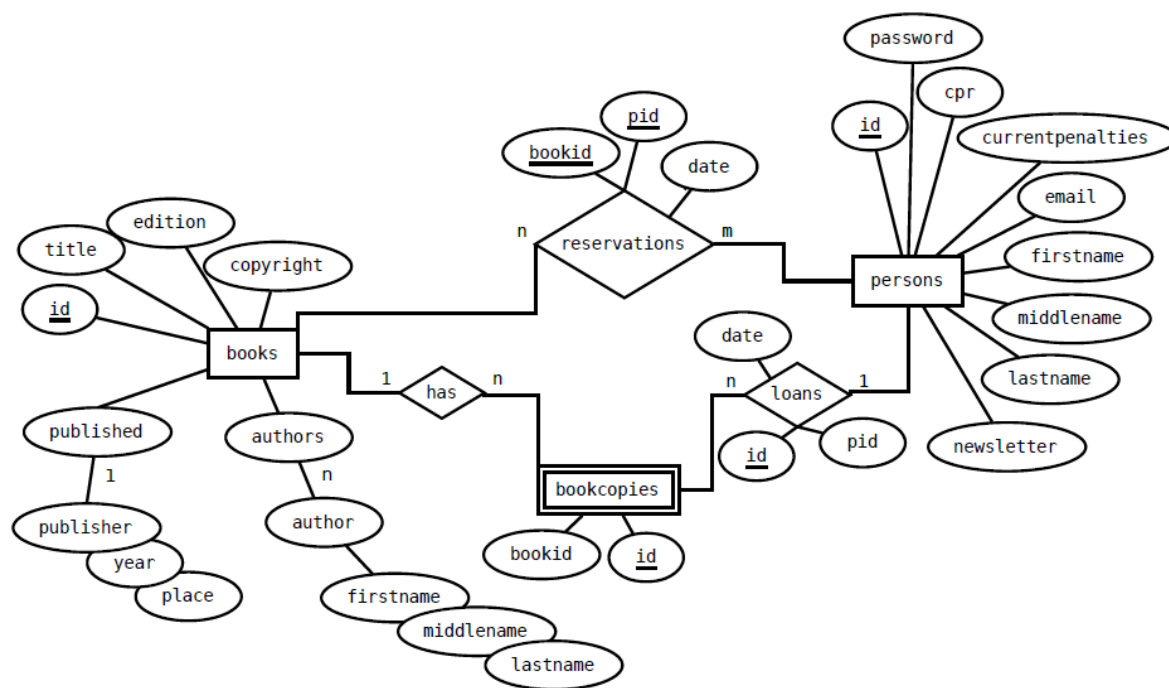 password
cpr
id
currentpenalties
email
firstname
middlename
lastname
newsletter
persons
pid
bookid
date
n
reservations
m
edition
title
copyright
id
books
1
has
n
date
n
loans
1
id
pid
published
1
publisher
year
place
authors
n
author
firstname
middlename
lastname
bookcopies
bookid
id